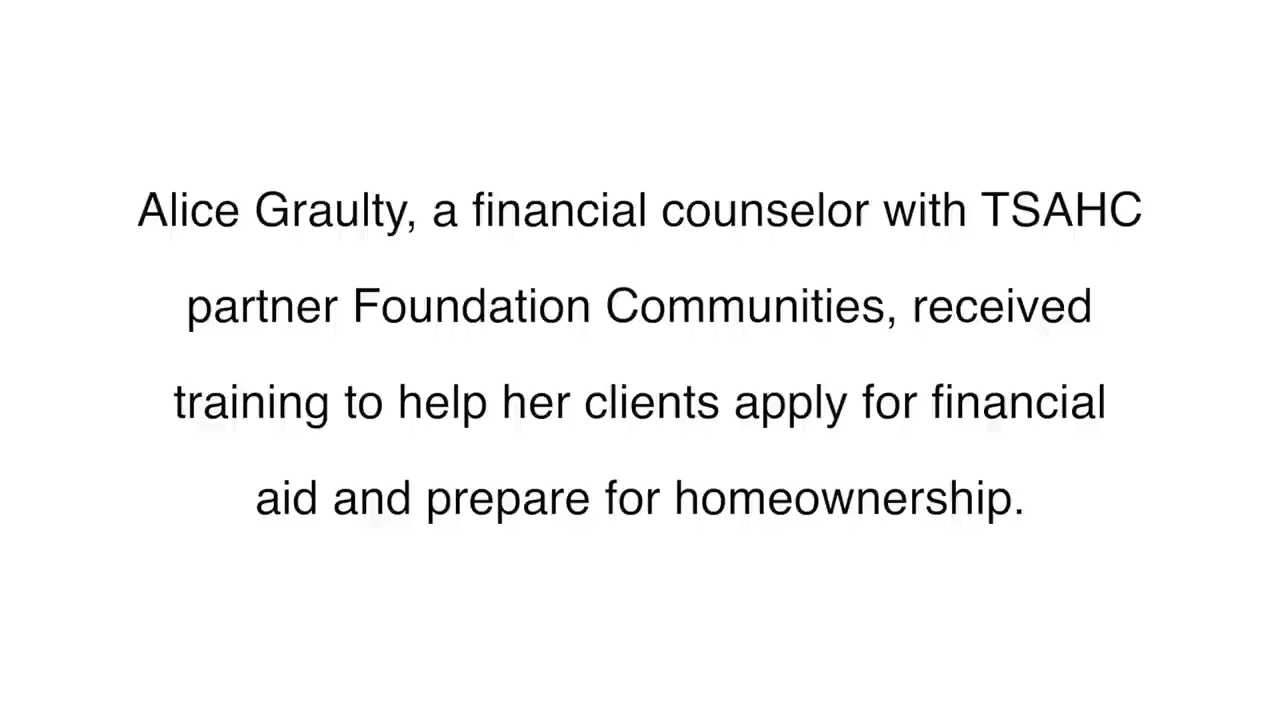 Alice Graulty, a financial counselor with TSAHC
partner Foundation Communities, received
training to help her clients apply for financial
aid and prepare for homeownership.